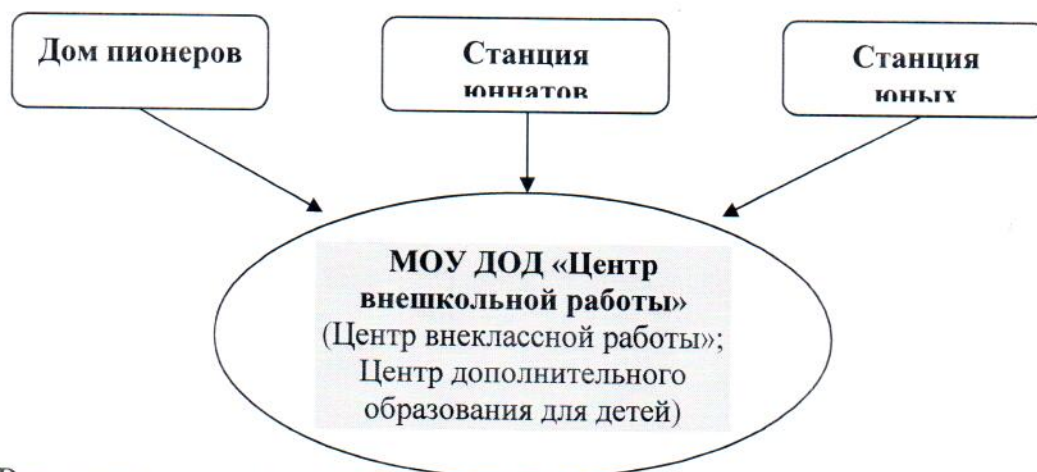 Дом пионеров
Станция
юннатов
Станция
юных
МОУ ДОД «Центр
внешкольной работы»
(Центр внеклассной работы»;
Центр дополнительного
образования для детей)